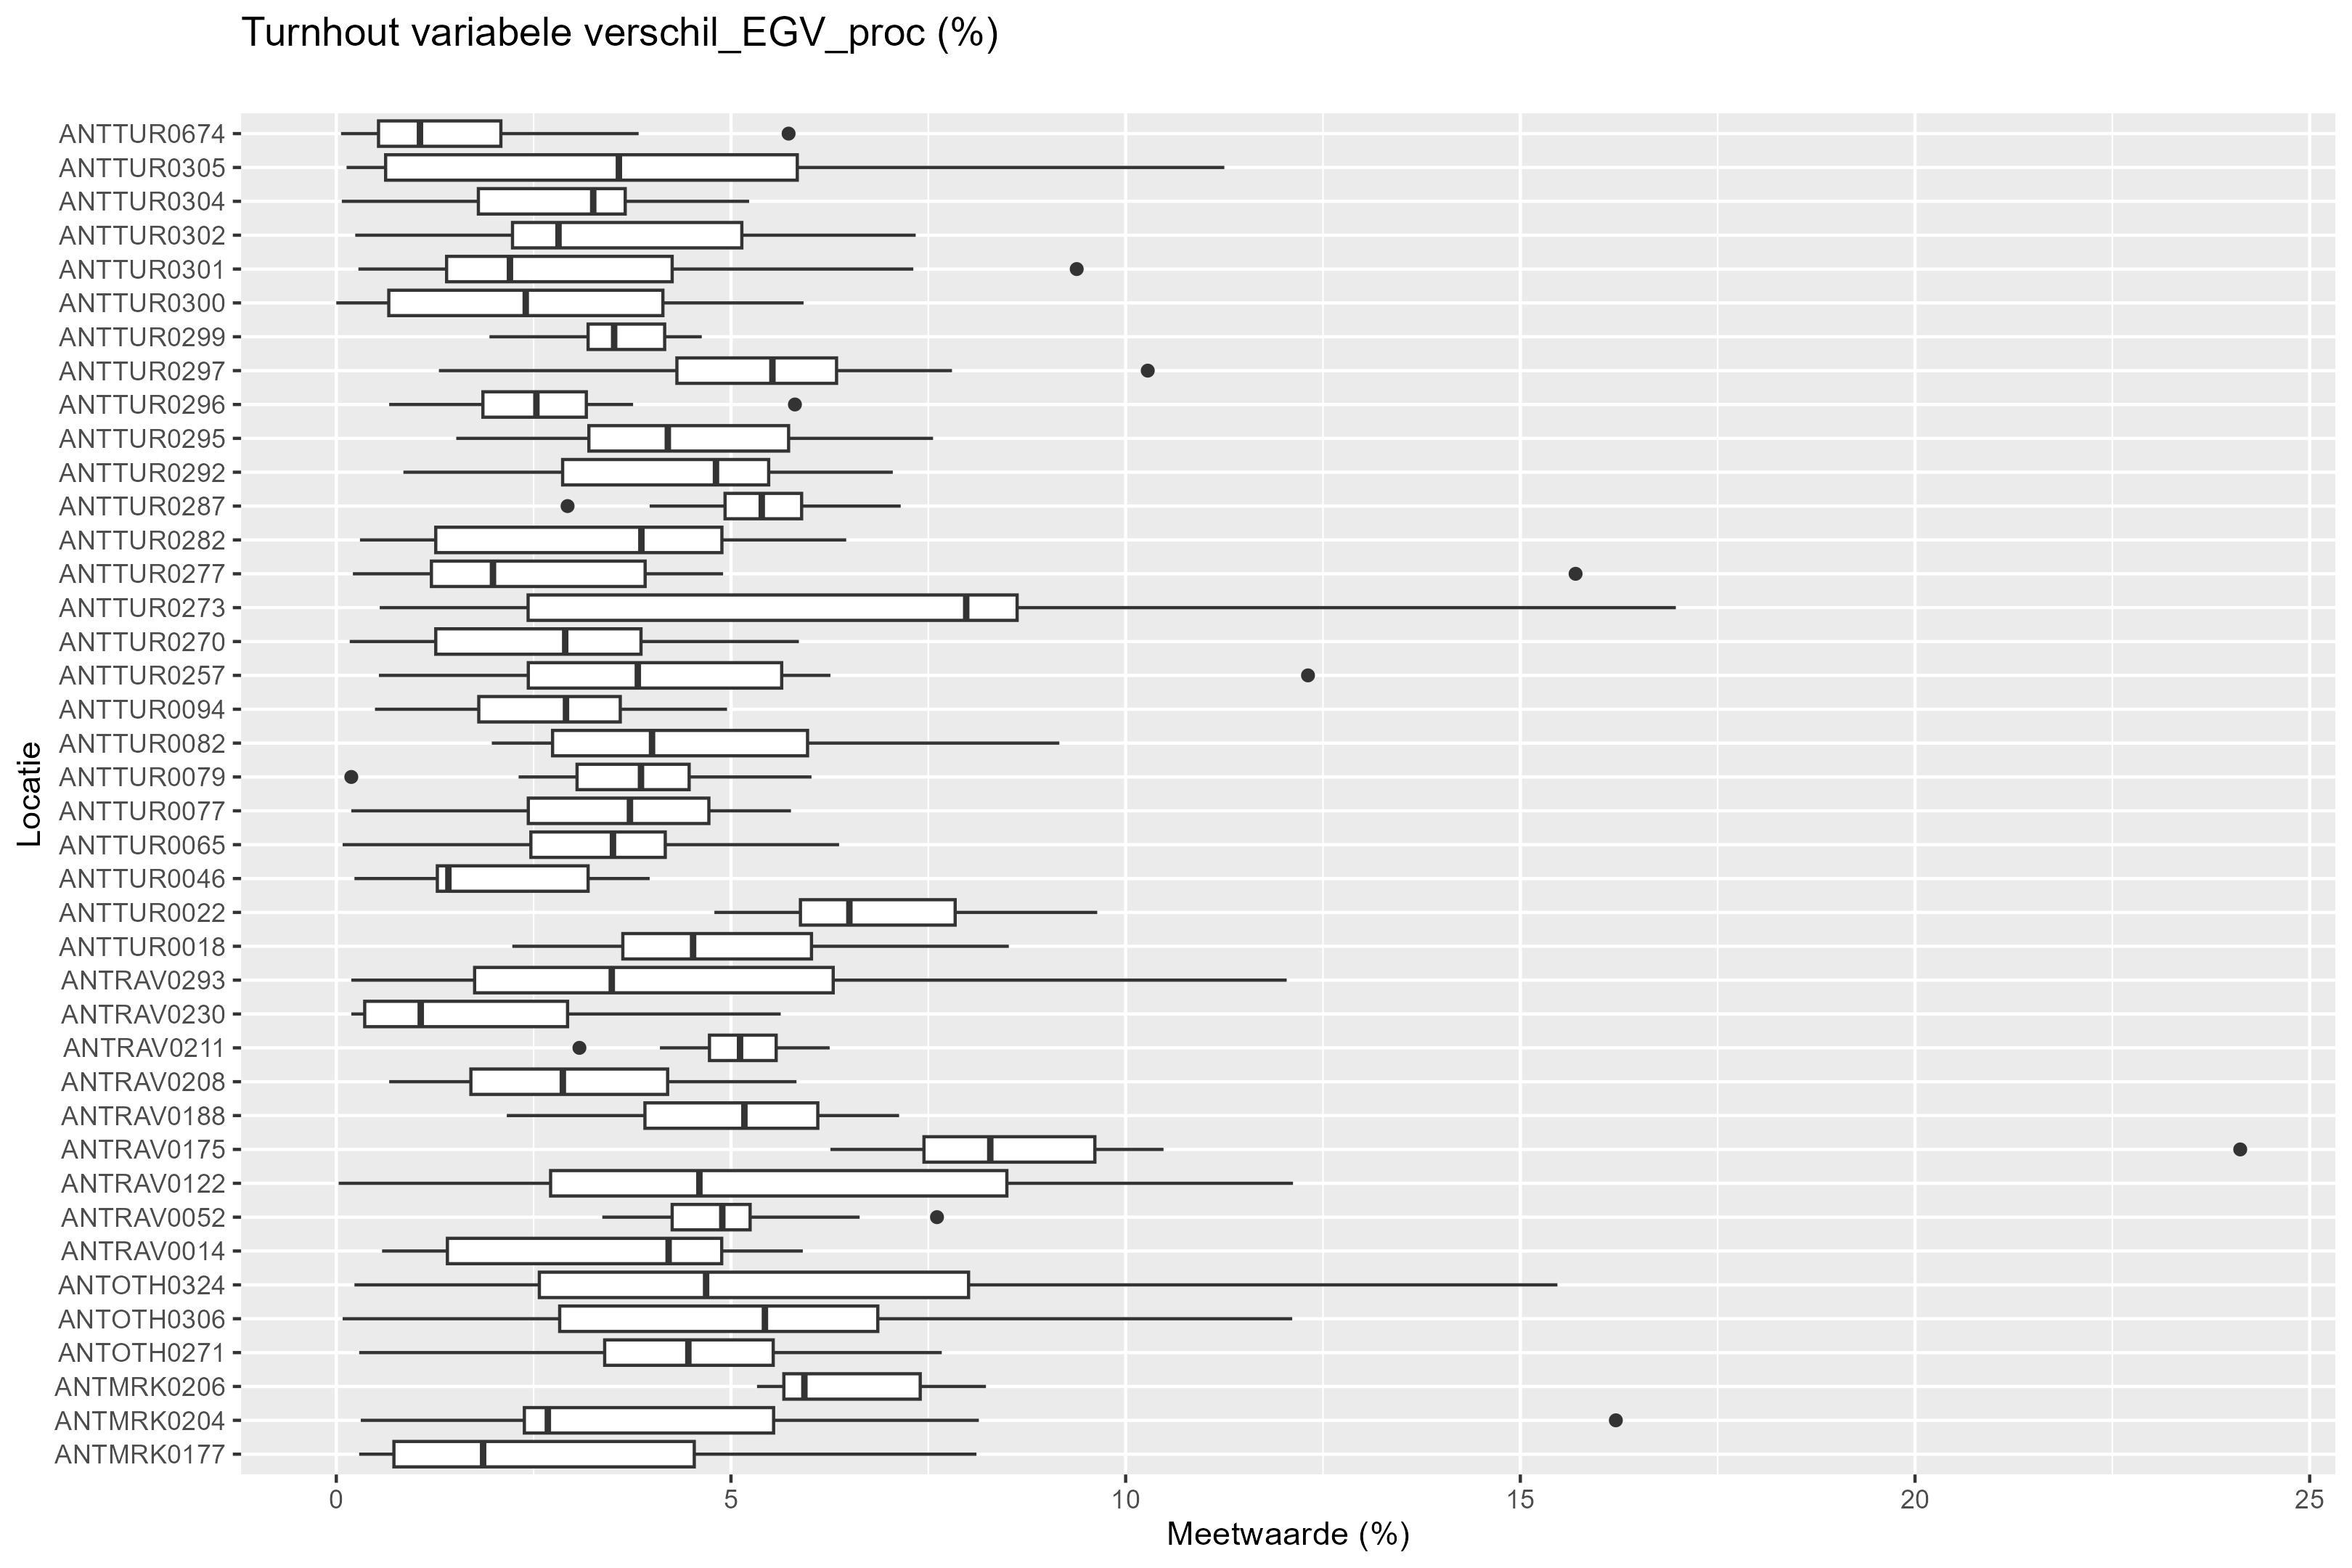 Turnhout variabele verschil_EGV_proc (%)
ANTTUR0674
ANTTUR0305
ANTTUR0304
ANTTUR0302
ANTTUR0301
ANTTUR0300
ANTTUR0299
ANTTUR0297
ANTTUR0296
ANTTUR0295
ANTTUR0292
ANTTUR0287
ANTTUR0282
ANTTUR0277
ANTTUR0273
ANTTUR0270
ANTTUR0257
ANTTUR0094
ANTTUR0082
ANTTUR0079
ANTTUR0077
ANTTUR0065
ANTTUR0046
ANTTUR0022
ANTTUR0018
ANTRAV0293
ANTRAV0230
ANTRAV0211
ANTRAV0208
ANTRAV0188
ANTRAV0175
ANTRAV0122
ANTRAV0052
ANTRAV0014
ANTOTH0324
ANTOTH0306
ANTOTH0271
ANTMRK0206
ANTMRK0204
ANTMRK0177
Locatie
0 5 10 15 20 25
Meetwaarde (%)